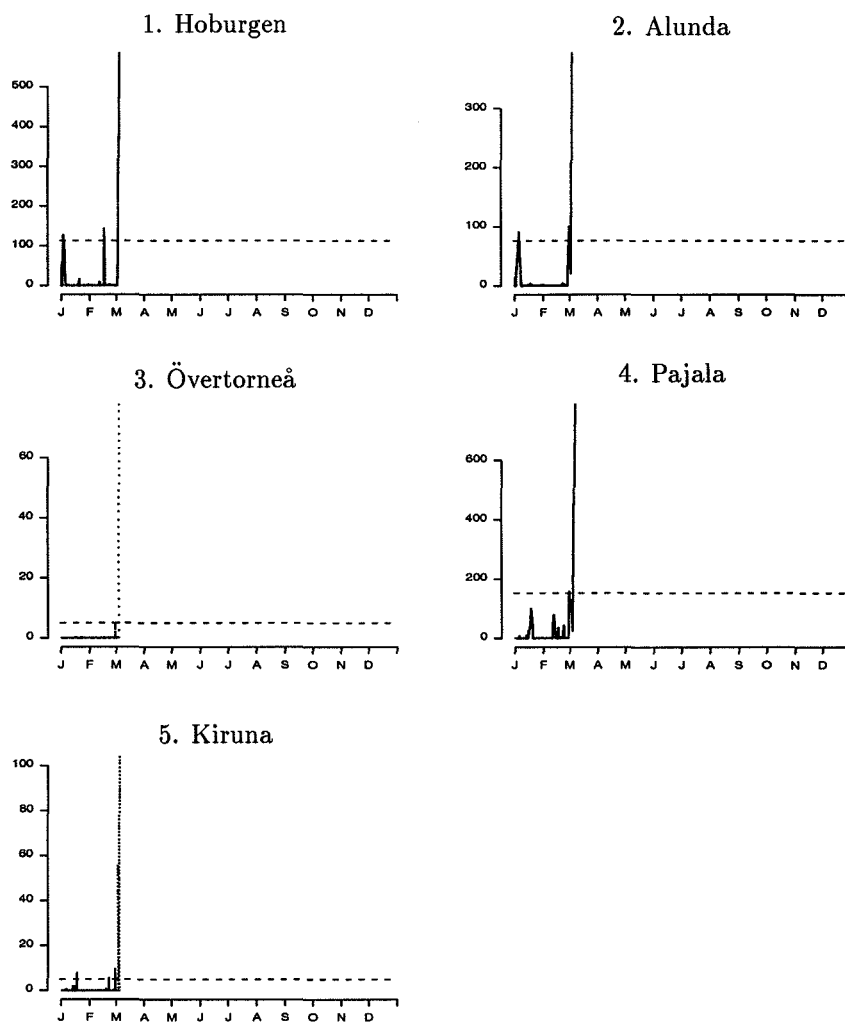 1. Hoburgen
500
400
300
200
100
0
J F M A M J J A S O N D
2. Alunda
300
200
100
0
J F M A M J J A S O N D
3. Övertorneå
60
40
20
0
J F M A M J J A S O N D
4. Pajala
600
400
200
0
J F M A M J J A S O N D
5. Kiruna
100
80
60
40
20
0
J F M A M J J A S O N D